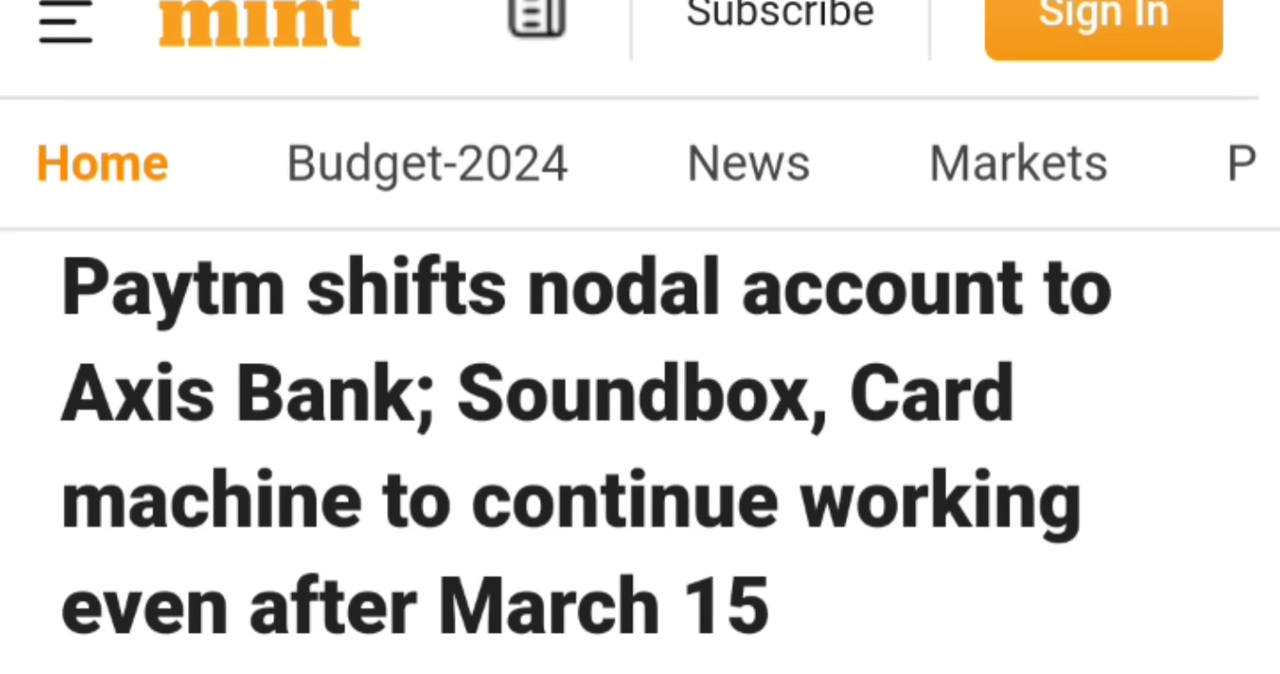 mint Subscribe Sign In
Home Budget-2024 News Markets P
Paytm shifts nodal account to
Axis Bank; Soundbox, Card
machine to continue working
even after March 15